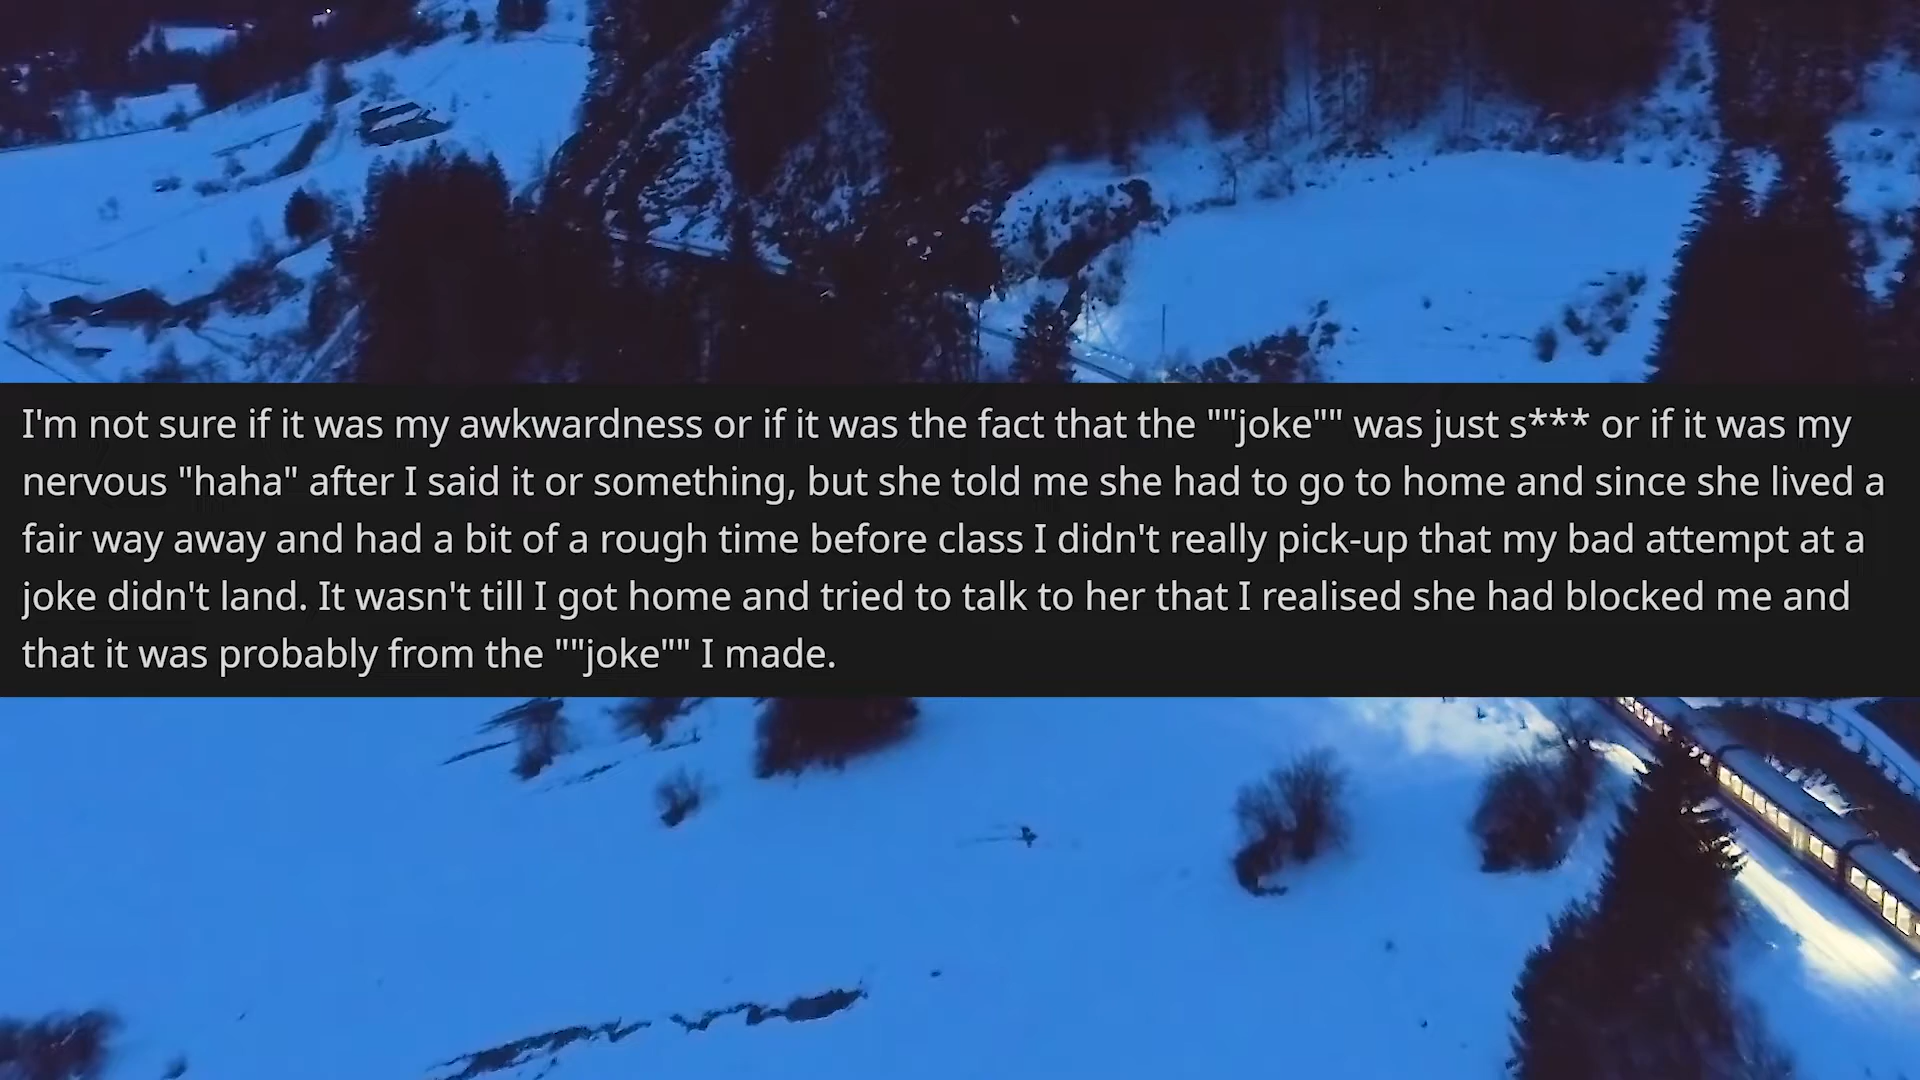 I'm not sure if it was my awkwardness or if it was the fact that the ""joke"" was just s*** or if it was my
nervous "haha" after I said it or something, but she told me she had to go to home and since she lived a
fair way away and had a bit of a rough time before class I didn't really pick-up that my bad attempt at a
joke didn't land. It wasn't till I got home and tried to talk to her that I realised she had blocked me and
that it was probably from the ""joke"" I made.